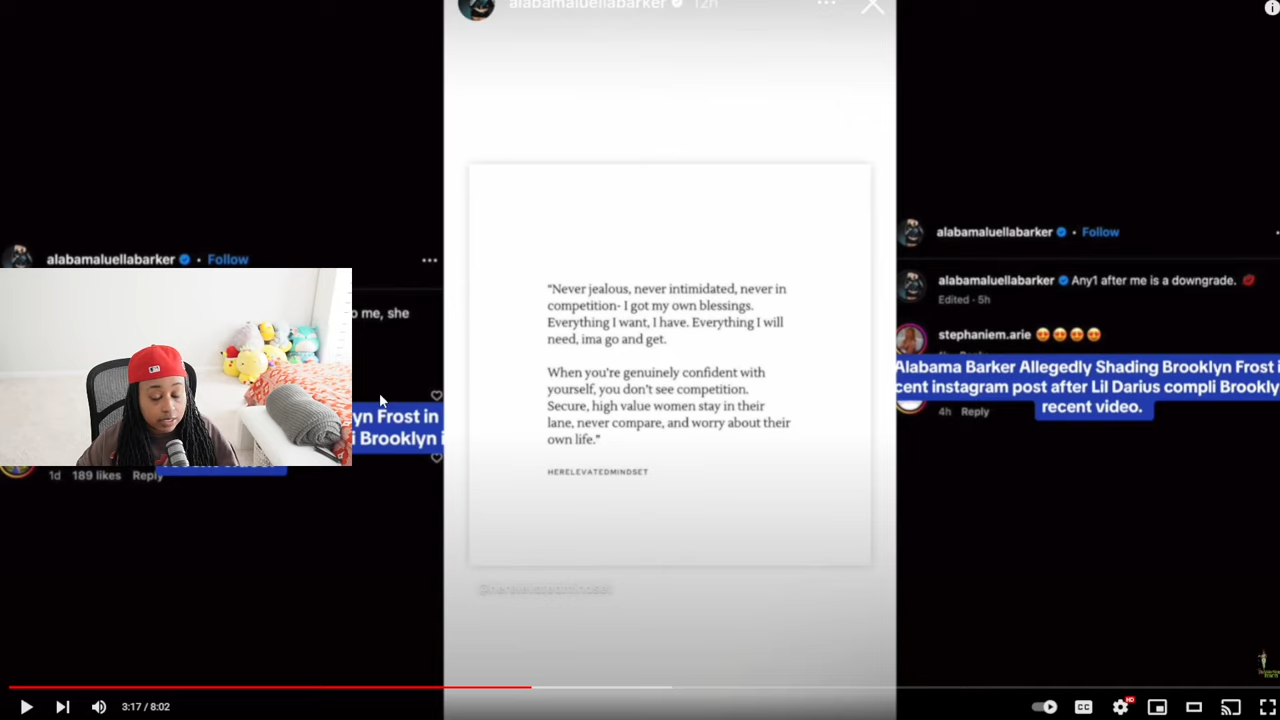 alabamaluellabarker 12h
alabamaluellabarker • Follow
o me, she
yn Frost in
i Brooklyn i
1d 189 likes Reply
"Never jealous, never intimidated, never in
competition- I got my own blessings.
Everything I want, I have. Everything I will
need, ima go and get.
When you're genuinely confident with
yourself, you don't see competition.
Secure, high value women stay in their
lane, never compare, and worry about their
own life."
HERELEVATEDMINDSET
@herelevatedmindset
alabamaluellabarker • Follow
alabamaluellabarker Any1 after me is a downgrade. 💋
Edited · 5h
stephaniem.arie 😍😍😍😍
Alabama Barker Allegedly Shading Brooklyn Frost i
cent instagram post after Lil Darius compli Brookly
recent video.
4h Reply
3:17 / 8:02
CC
HD